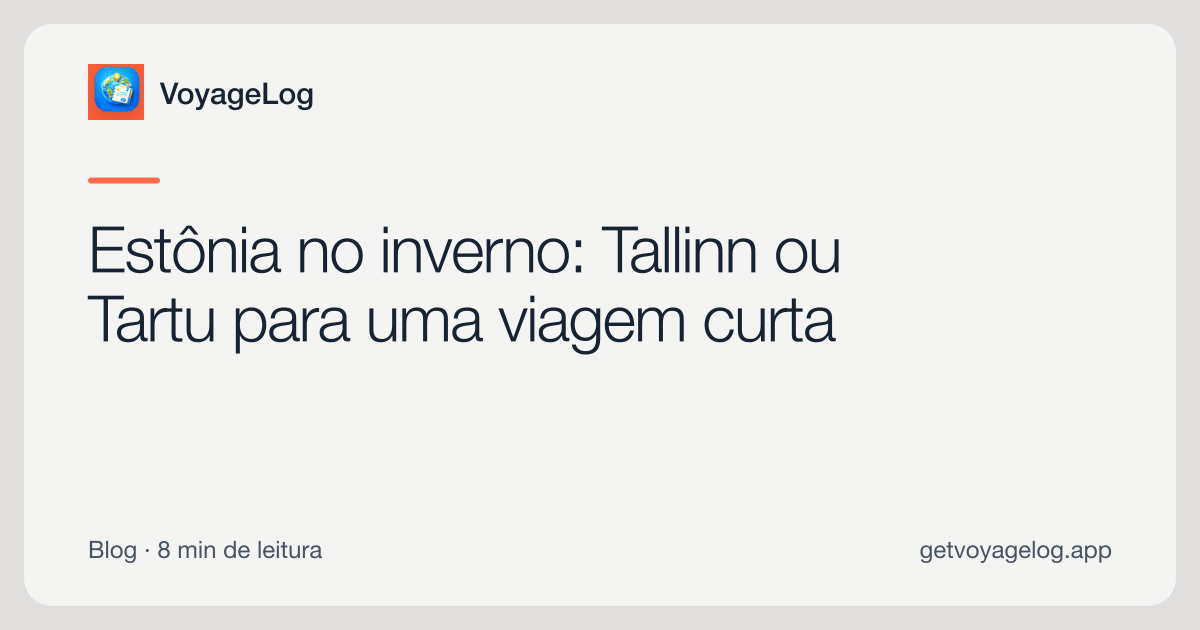 VoyageLog
Estônia no inverno: Tallinn ou
Tartu para uma viagem curta
Blog · 8 min de leitura
getvoyagelog.app